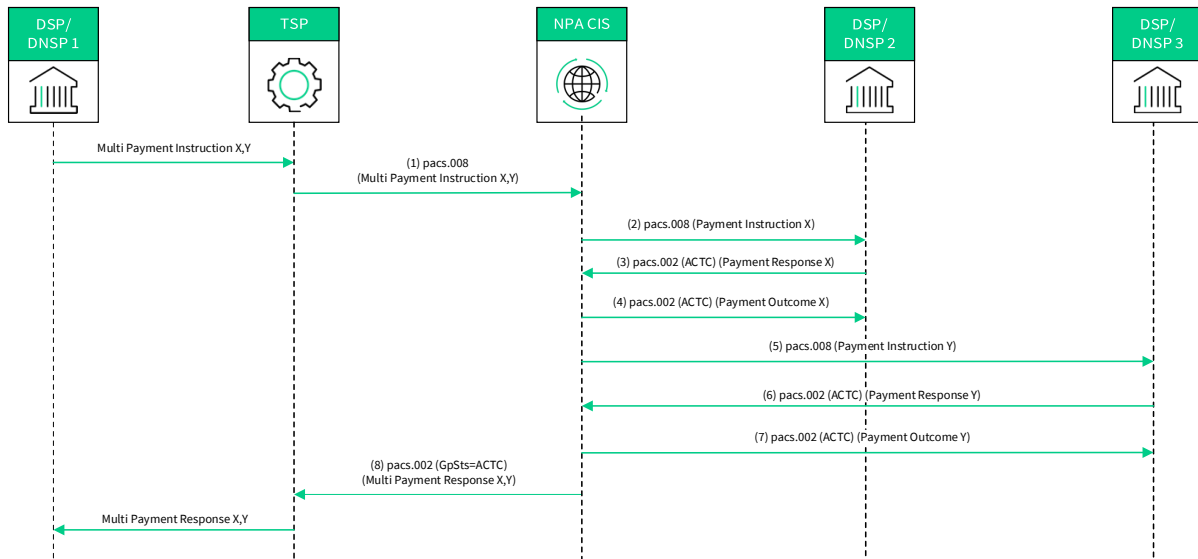 DSP/
DNSP 1
TSP
NPA CIS
DSP/
DNSP 2
DSP/
DNSP 3
Multi Payment Instruction X,Y
(1) pacs.008
(Multi Payment Instruction X,Y)
(2) pacs.008 (Payment Instruction X)
(3) pacs.002 (ACTC) (Payment Response X)
(4) pacs.002 (ACTC) (Payment Outcome X)
(5) pacs.008 (Payment Instruction Y)
(6) pacs.002 (ACTC) (Payment Response Y)
(7) pacs.002 (ACTC) (Payment Outcome Y)
(8) pacs.002 (GpSts=ACTC)
(Multi Payment Response X,Y)
Multi Payment Response X,Y